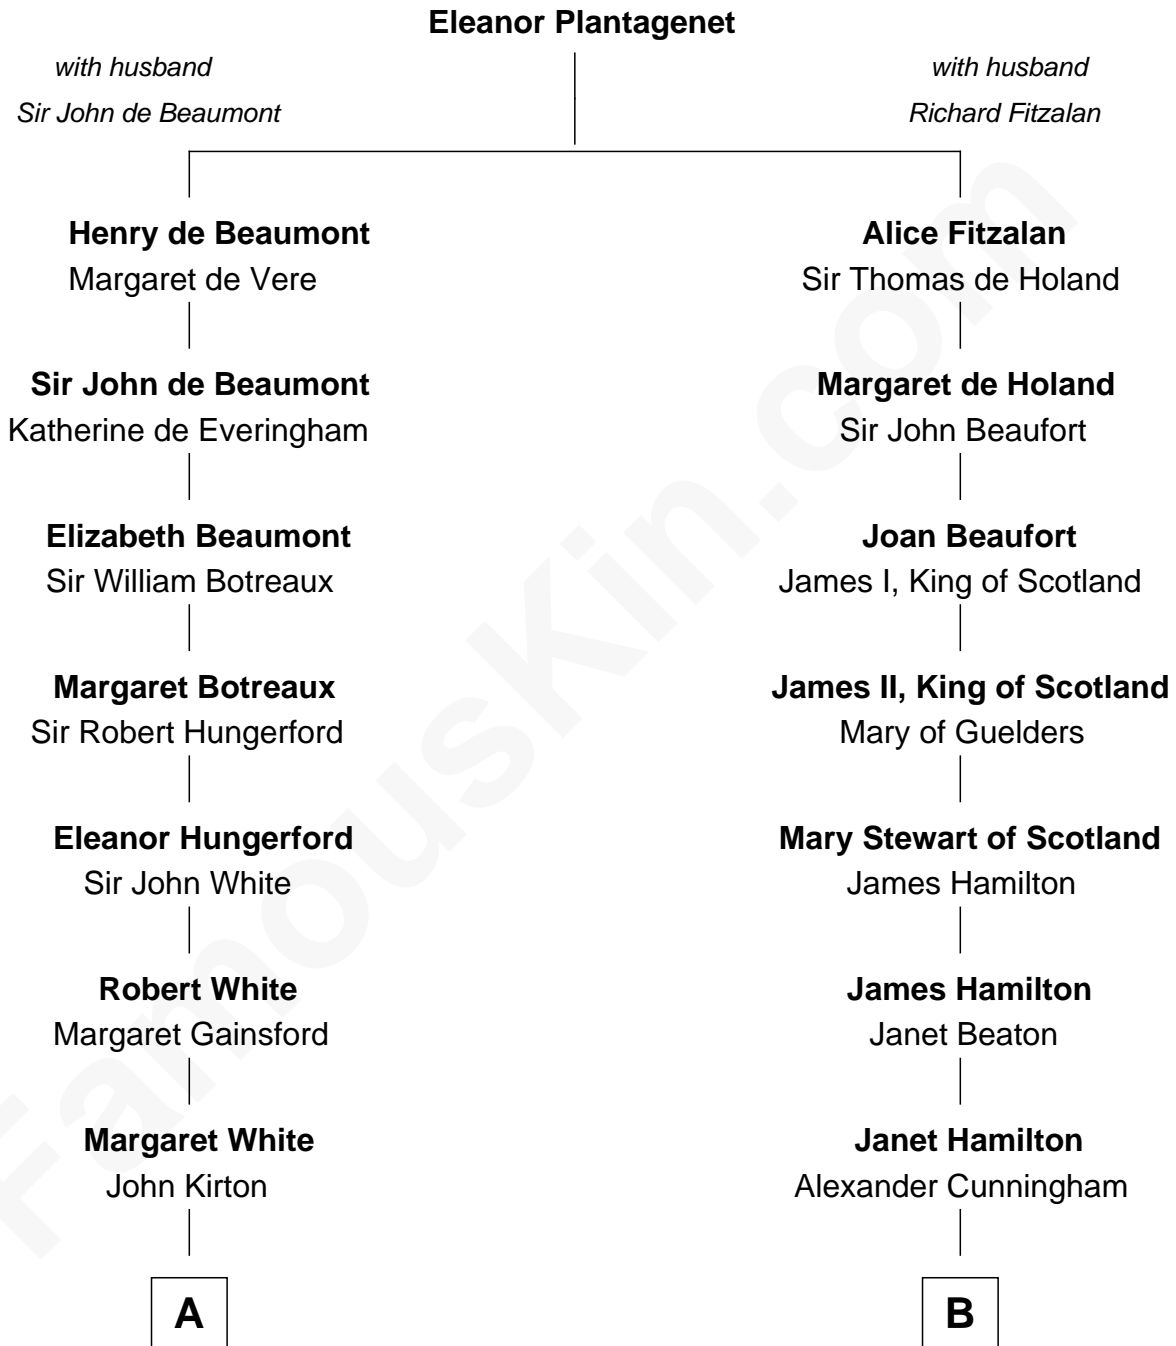 Eleanor Plantagenet
with husband
Sir John de Beaumont
with husband
Richard Fitzalan
Henry de Beaumont
Margaret de Vere
Alice Fitzalan
Sir Thomas de Holand
Sir John de Beaumont
Katherine de Everingham
Margaret de Holand
Sir John Beaufort
Elizabeth Beaumont
Sir William Botreaux
Joan Beaufort
James I, King of Scotland
Margaret Botreaux
Sir Robert Hungerford
James II, King of Scotland
Mary of Guelders
Eleanor Hungerford
Sir John White
Mary Stewart of Scotland
James Hamilton
Robert White
Margaret Gainsford
James Hamilton
Janet Beaton
Margaret White
John Kirton
Janet Hamilton
Alexander Cunningham
A
B
FamousKin.com